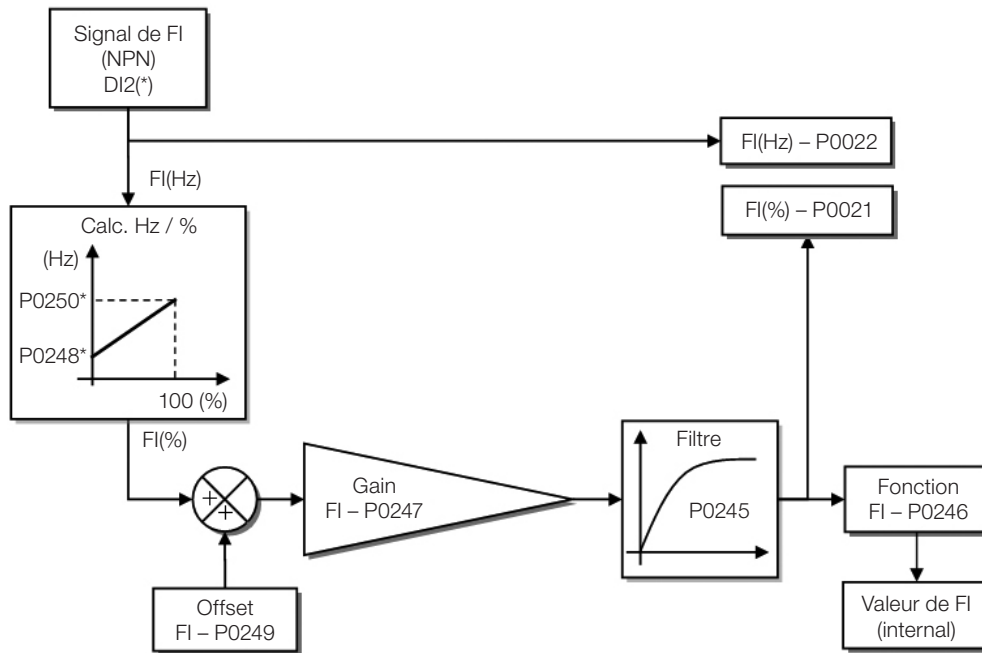 Signal de FI
(NPN)
DI2(*)
FI(Hz) – P0022
FI(Hz)
FI(%) – P0021
Calc. Hz / %
(Hz)
P0250*
P0248*
100 (%)
FI(%)
Filtre
Gain
FI – P0247
P0245
Fonction
FI – P0246
+
+
Offset
FI – P0249
Valeur de FI
(internal)